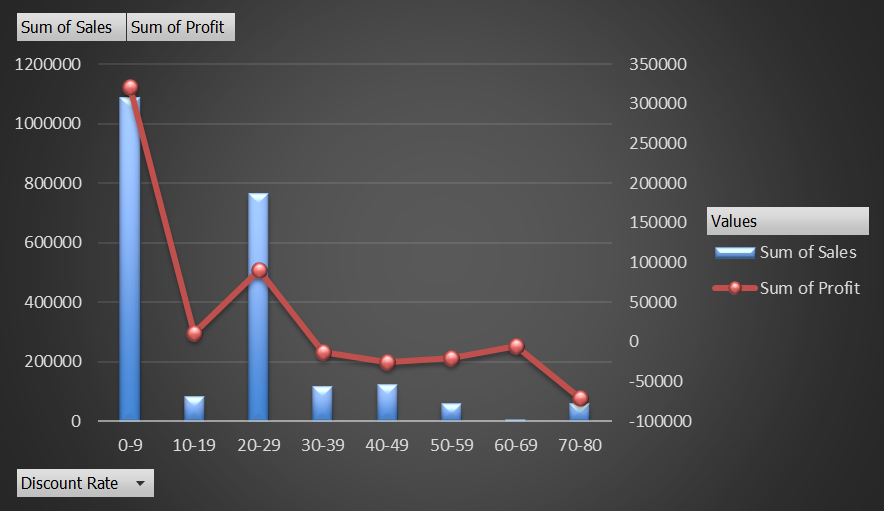 Sum of Sales Sum of Profit
1200000 350000
1000000 300000
800000 250000
600000 200000
400000 150000
200000 100000
0 50000
0
-50000
-100000
Values
Sum of Sales
Sum of Profit
0-9 10-19 20-29 30-39 40-49 50-59 60-69 70-80
Discount Rate